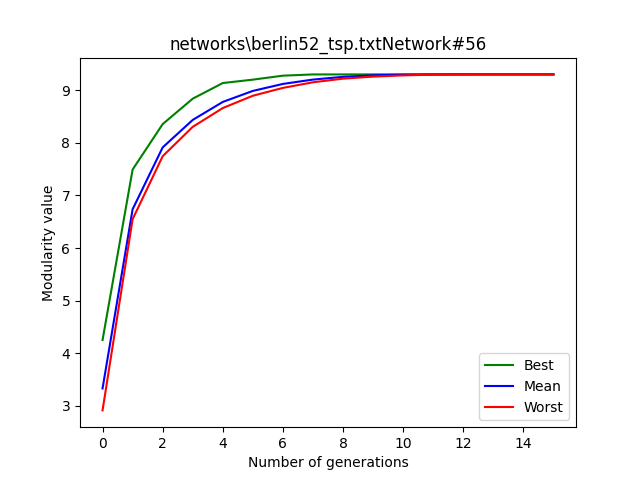 networks\berlin52_tsp.txtNetwork#56
Modularity value
9
8
7
6
5
4
3
0 2 4 6 8 10 12 14
Number of generations
Best
Mean
Worst